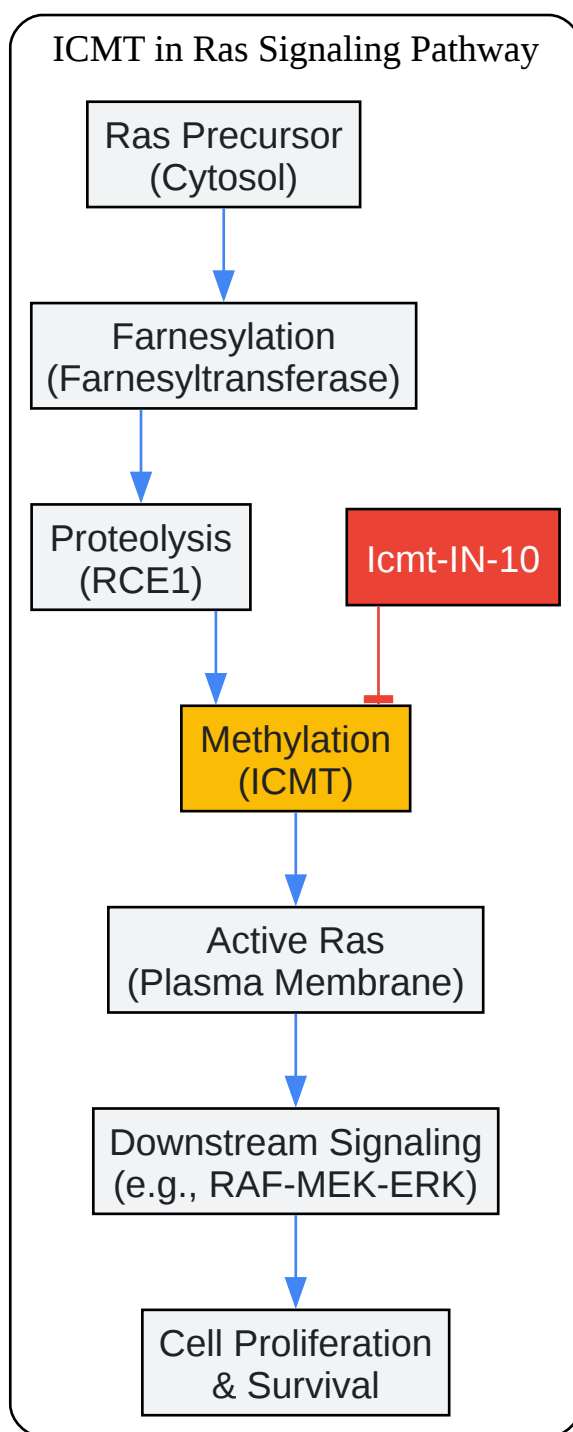 ICMT in Ras Signaling Pathway
Ras Precursor
(Cytosol)
Farnesylation
(Farnesyltransferase)
Proteolysis
(RCE1)
Icmt-IN-10
Methylation
(ICMT)
Active Ras
(Plasma Membrane)
Downstream Signaling
(e.g., RAF-MEK-ERK)
Cell Proliferation
& Survival